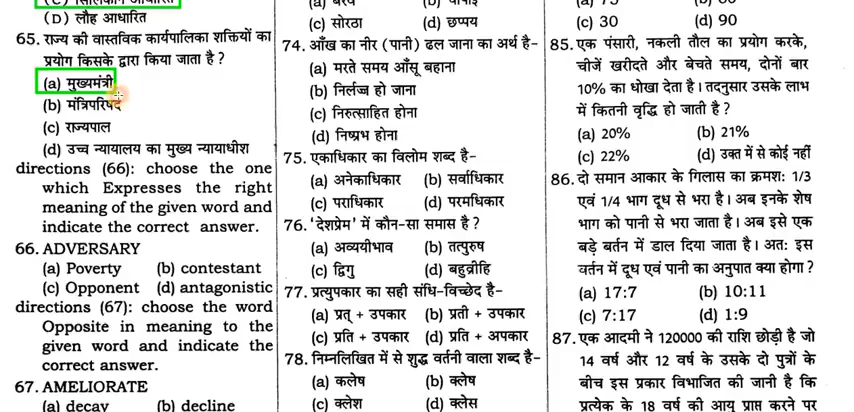 (D) लौह आधारित
65. राज्य की वास्तविक कार्यपालिका शक्तियों का
प्रयोग किसके द्वारा किया जाता है ?
(a) मुख्यमंत्री
(b) मंत्रिपरिषद
(c) राज्यपाल
(d) उच्च न्यायालय का मुख्य न्यायाधीश
directions (66): choose the one
which Expresses the right
meaning of the given word and
indicate the correct answer.
66. ADVERSARY
(a) Poverty (b) contestant
(c) Opponent (d) antagonistic
directions (67): choose the word
Opposite in meaning to the
given word and indicate the
correct answer.
67. AMELIORATE
(a) decay (b) decline
(c) सोरठा (d) छप्पय
74. आँख का नीर (पानी) ढल जाना का अर्थ है-
(a) मरते समय आँसू बहाना
(b) निर्लज्ज हो जाना
(c) निरुत्साहित होना
(d) निष्प्रभ होना
75. एकाधिकार का विलोम शब्द है-
(a) अनेकाधिकार (b) सर्वाधिकार
(c) पराधिकार (d) परमधिकार
76. 'देशप्रेम' में कौन-सा समास है ?
(a) अव्ययीभाव (b) तत्पुरुष
(c) द्विगु (d) बहुव्रीहि
77. प्रत्युपकार का सही संधि-विच्छेद है-
(a) प्रत् + उपकार (b) प्रती + उपकार
(c) प्रति + उपकार (d) प्रति + अपकार
78. निम्नलिखित में से शुद्ध वर्तनी वाला शब्द है-
(a) कलेष (b) क्लेष
(c) क्लेश (d) क्लेस
(c) 30 (d) 90
85. एक पंसारी, नकली तौल का प्रयोग करके,
चीजें खरीदते और बेचते समय, दोनों बार
10% का धोखा देता है। तदनुसार उसके लाभ
में कितनी वृद्धि हो जाती है ?
(a) 20% (b) 21%
(c) 22% (d) उक्त में से कोई नहीं
86. दो समान आकार के गिलास का क्रमश: 1/3
एवं 1/4 भाग दूध से भरा है। अब इनके शेष
भाग को पानी से भरा जाता है। अब इसे एक
बड़े बर्तन में डाल दिया जाता है। अत: इस
बर्तन में दूध एवं पानी का अनुपात क्या होगा ?
(a) 17:7 (b) 10:11
(c) 7:17 (d) 1:9
87. एक आदमी ने 120000 की राशि छोड़ी है जो
14 वर्ष और 12 वर्ष के उसके दो पुत्रों के
बीच इस प्रकार विभाजित की जानी है कि
प्रत्येक के 18 वर्ष की आयु प्राप्त करने पर